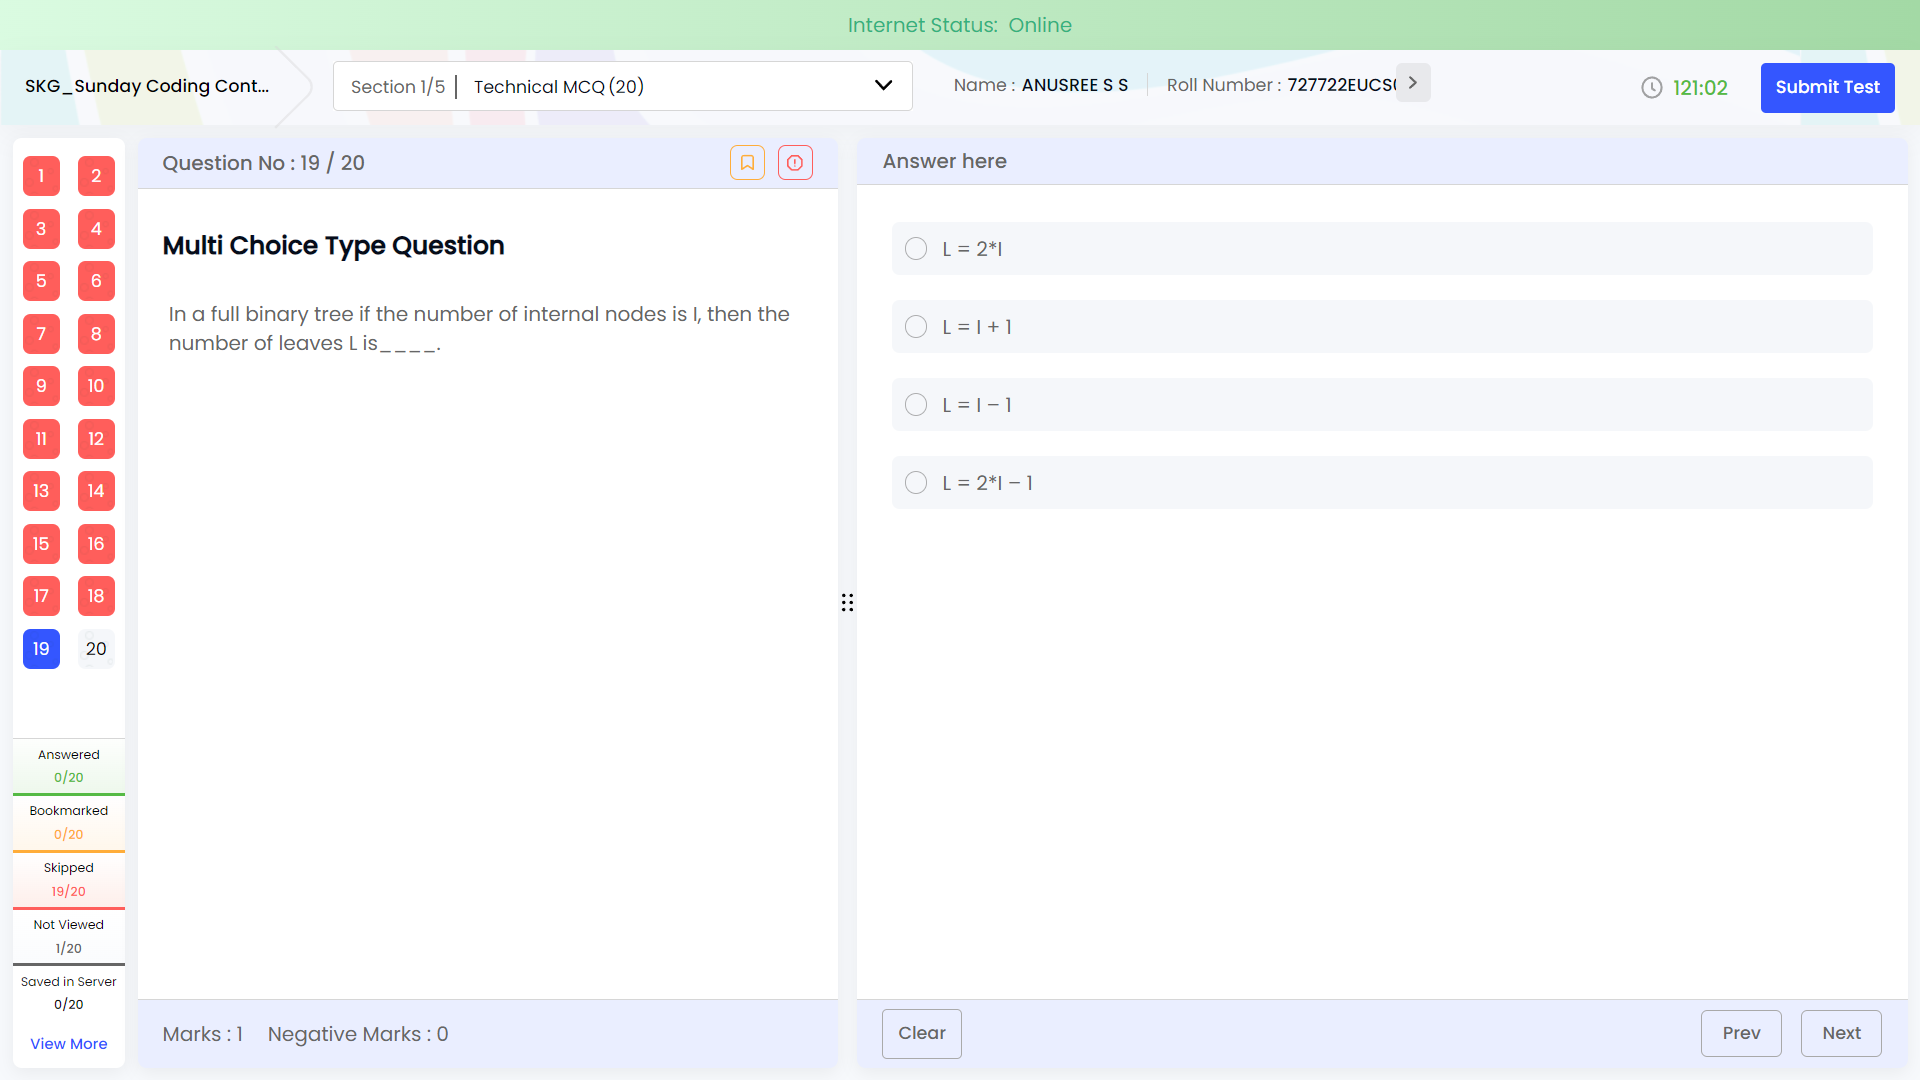 Internet Status: Online
SKG_Sunday Coding Cont...
Section 1/5 | Technical MCQ (20)
Name : ANUSREE S S
Roll Number :
121:02
Submit Test
1 2
3 4
5 6
7 8
9 10
11 12
13 14
15 16
17 18
19 20
Answered
0/20
Bookmarked
0/20
Skipped
19/20
Not Viewed
1/20
Saved in Server
0/20
View More
Question No : 19 / 20
Multi Choice Type Question
In a full binary tree if the number of internal nodes is I, then the
number of leaves L is____.
Marks : 1 Negative Marks : 0
Answer here
L = 2*I
L = I + 1
L = I – 1
L = 2*I – 1
Clear
Prev
Next